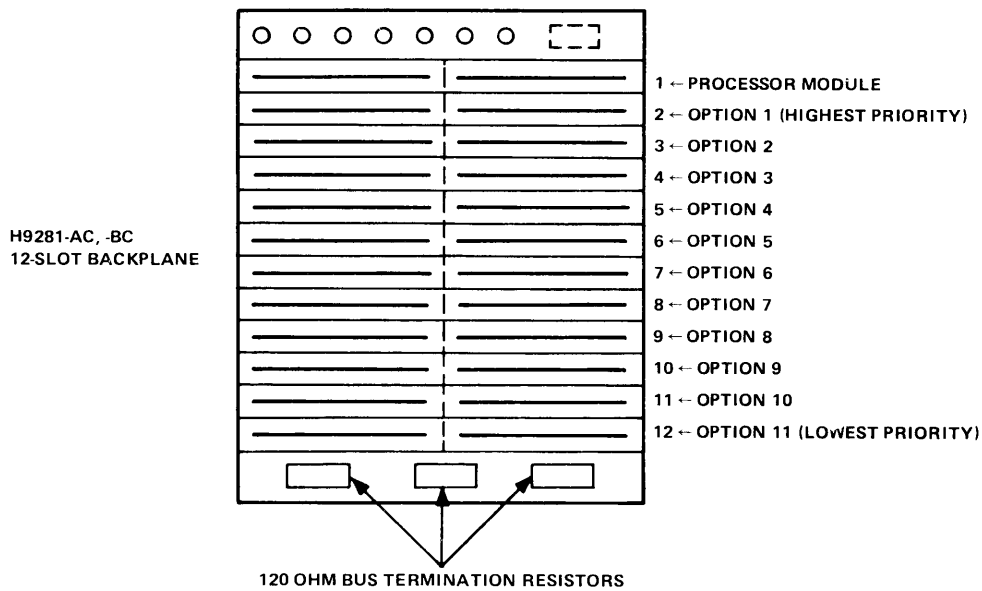 1 ← PROCESSOR MODULE
2 ← OPTION 1 (HIGHEST PRIORITY)
3 ← OPTION 2
4 ← OPTION 3
5 ← OPTION 4
H9281-AC, -BC
12-SLOT BACKPLANE
6 ← OPTION 5
7 ← OPTION 6
8 ← OPTION 7
9 ← OPTION 8
10 ← OPTION 9
11 ← OPTION 10
12 ← OPTION 11 (LOWEST PRIORITY)
120 OHM BUS TERMINATION RESISTORS